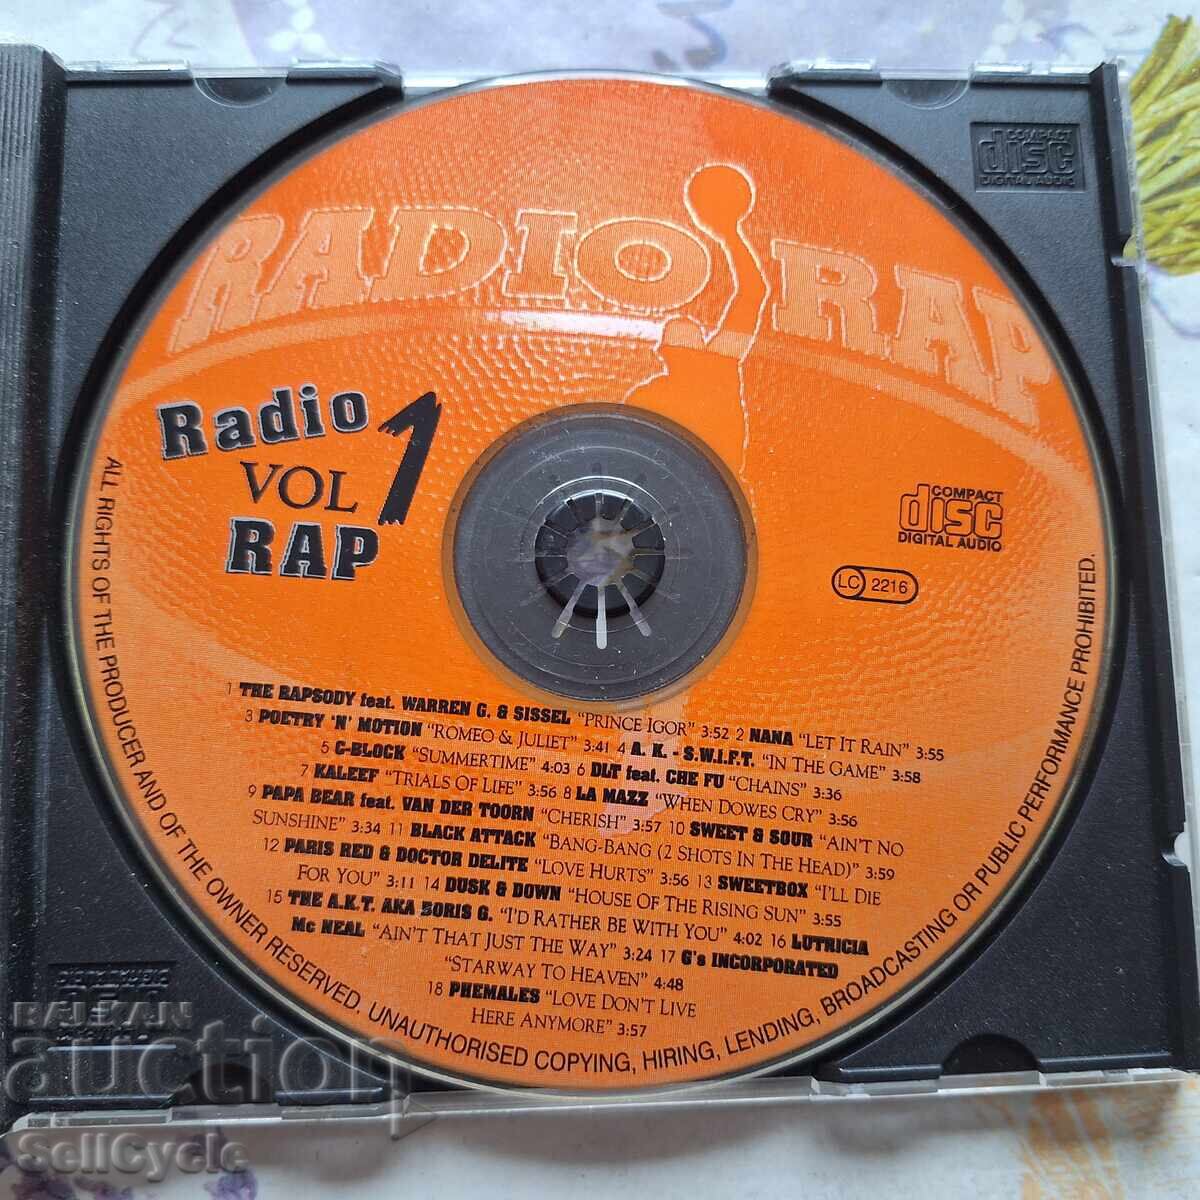 RADIO RAP
Radio
VOL 1
RAP
COMPACT
disc
DIGITAL AUDIO
COMPACT
disc
DIGITAL AUDIO
LC 2216
1 THE RAPSODY feat. WARREN G. & SISSEL "PRINCE IGOR" 3:52 2 NANA "LET IT RAIN" 3:55
3 POETRY 'N' MOTION "ROMEO & JULIET" 3:41 4 A. K. - S.W.I.F.T. "IN THE GAME" 3:58
5 C-BLOCK "SUMMERTIME" 4:03 6 DLT feat. CHE FU "CHAINS" 3:36
7 KALEEF "TRIALS OF LIFE" 3:56 8 LA MAZZ "WHEN DOWES CRY" 3:56
9 PAPA BEAR feat. VAN DER TOORN "CHERISH" 3:57 10 SWEET & SOUR "AIN'T NO
SUNSHINE" 3:34 11 BLACK ATTACK "BANG-BANG (2 SHOTS IN THE HEAD)" 3:59
12 PARIS RED & DOCTOR DELITE "LOVE HURTS" 3:56 13 SWEETBOX "I'LL DIE
FOR YOU" 3:11 14 DUSK & DOWN "HOUSE OF THE RISING SUN" 3:55
15 THE A.K.T. AKA BORIS G. "I'D RATHER BE WITH YOU" 4:02 16 LUTRICIA
Mc NEAL "AIN'T THAT JUST THE WAY" 3:24 17 G's INCORPORATED
"STARWAY TO HEAVEN" 4:48
18 PHEMALES "LOVE DON'T LIVE
HERE ANYMORE" 3:57
ALL RIGHTS OF THE PRODUCER AND OF THE OWNER RESERVED. UNAUTHORISED COPYING, HIRING, LENDING, BROADCASTING OR PUBLIC PERFORMANCE PROHIBITED.
BALKAN
auction
SellCycle